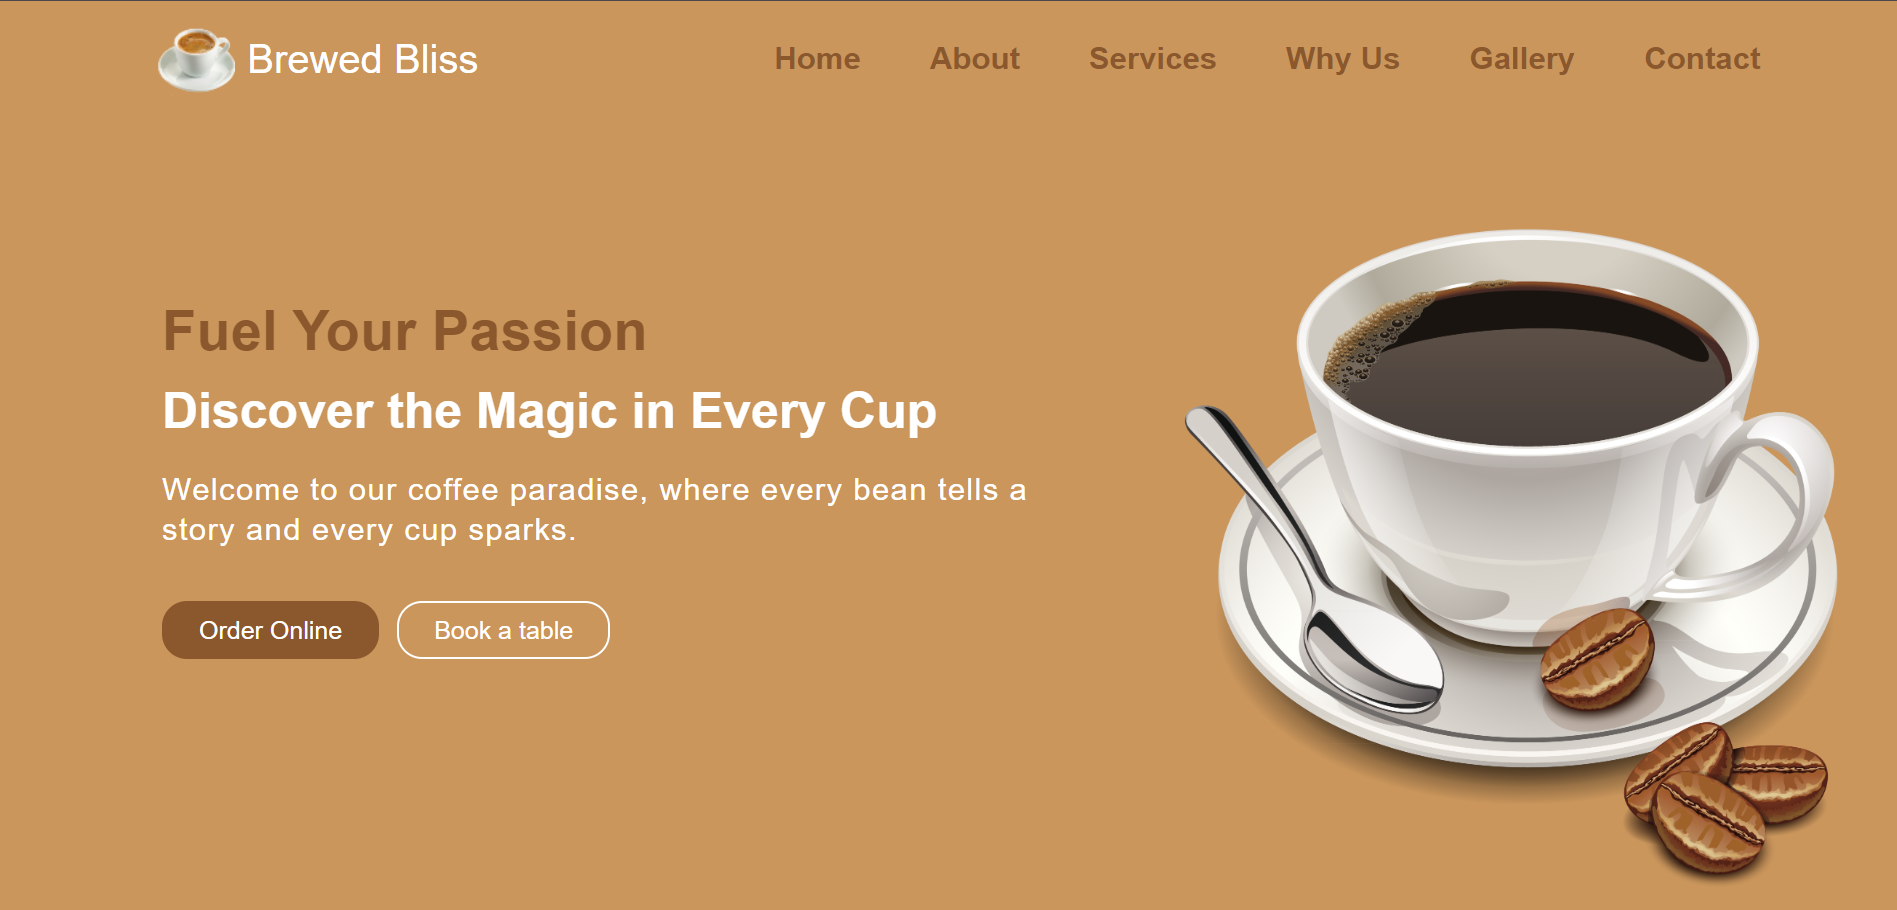 Brewed Bliss
Home About Services Why Us Gallery Contact
Fuel Your Passion
Discover the Magic in Every Cup
Welcome to our coffee paradise, where every bean tells a
story and every cup sparks.
Order Online
Book a table